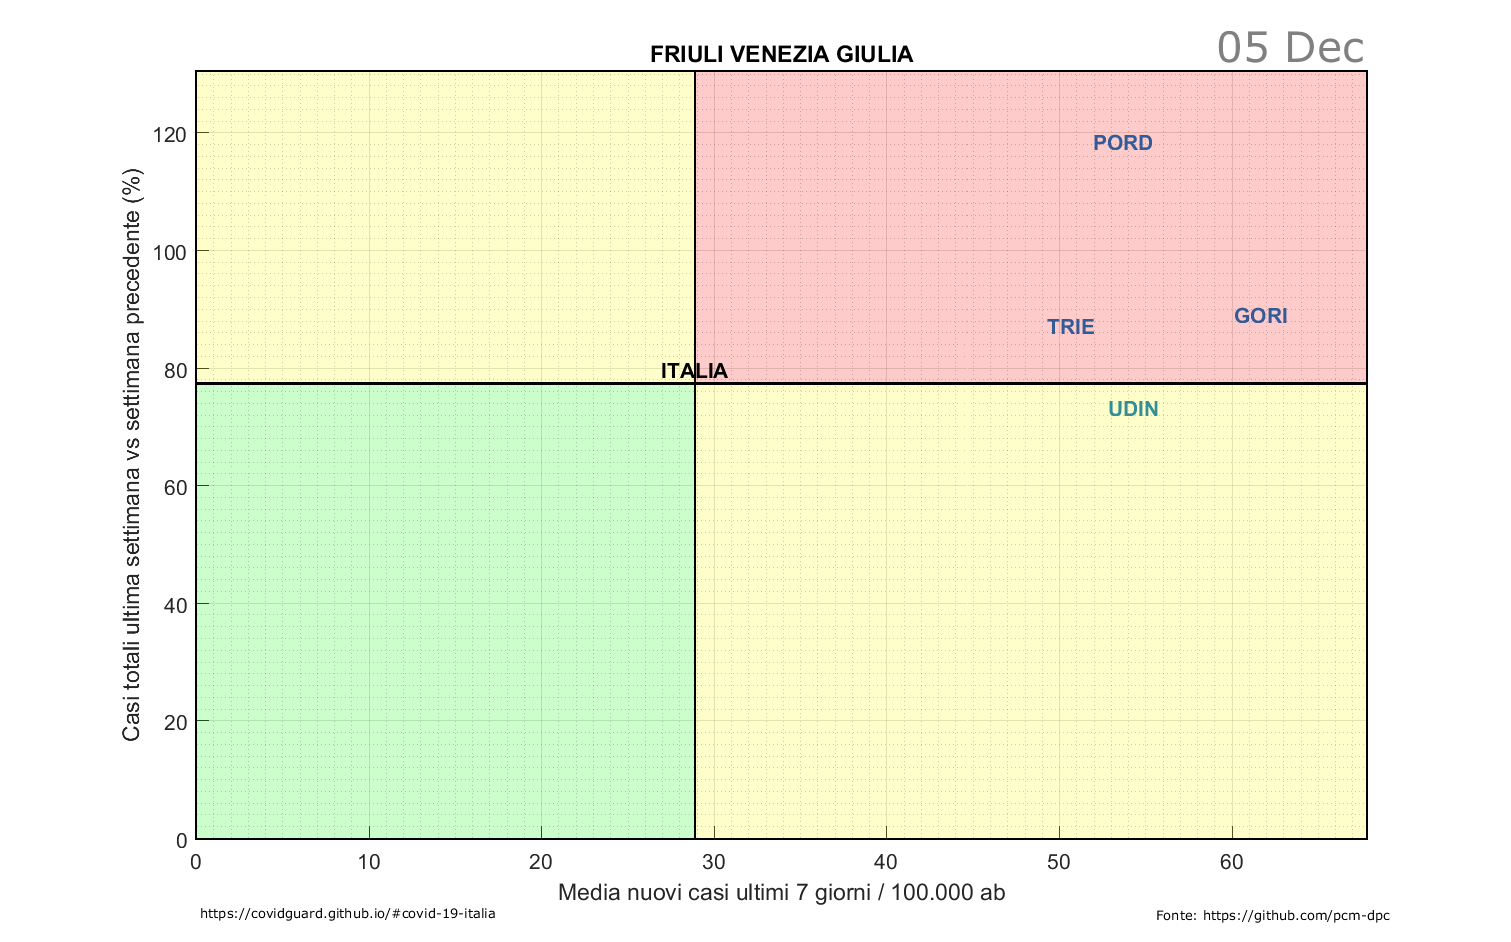 05 Dec
FRIULI VENEZIA GIULIA
Casi totali ultima settimana vs settimana precedente (%)
120
100
80
60
40
20
0
PORD
GORI
TRIE
ITALIA
UDIN
0 10 20 30 40 50 60
Media nuovi casi ultimi 7 giorni / 100.000 ab
https://covidguard.github.io/#covid-19-italia
Fonte: https://github.com/pcm-dpc